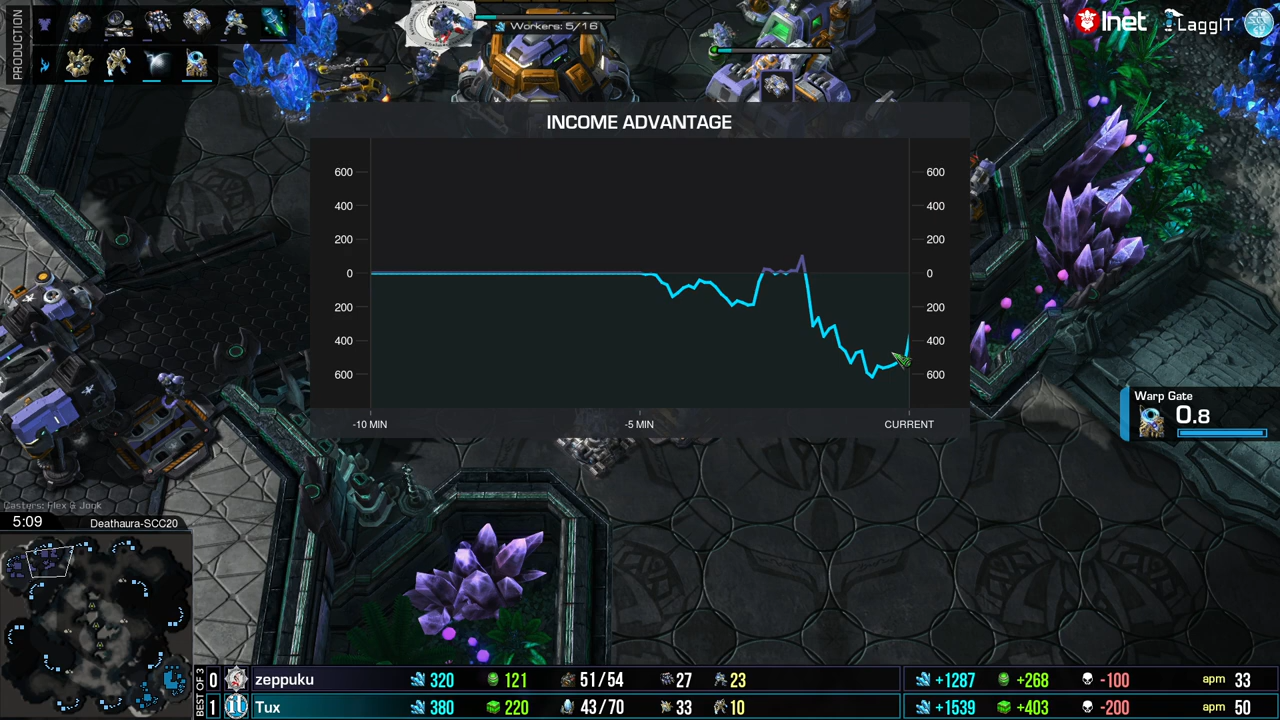 PRODUCTION
Workers: 5/16
Inet
LaggIT
INCOME ADVANTAGE
600 600
400 400
200 200
0 0
200 200
400 400
600 600
-10 MIN -5 MIN CURRENT
Warp Gate
0.8
Casters: Flex & Jook
5:09 Deathaura-SCC20
BEST OF 3
0 zeppuku 320 121 51/54 27 23 +1287 +268 -100 apm 33
1 Tux 380 220 43/70 33 10 +1539 +403 -200 apm 50